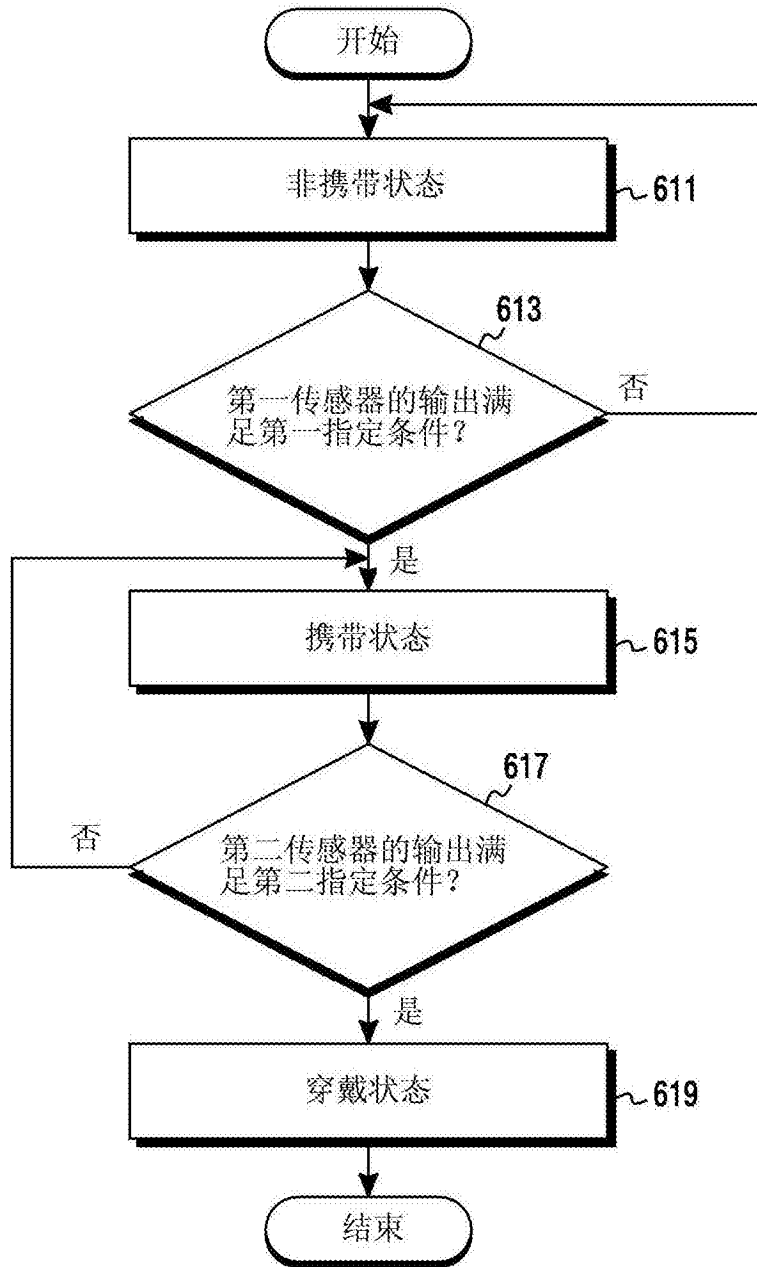 开始
非携带状态
611
613
第一传感器的输出满
足第一指定条件？
否
是
携带状态
615
617
否
第二传感器的输出满
足第二指定条件？
是
穿戴状态
619
结束